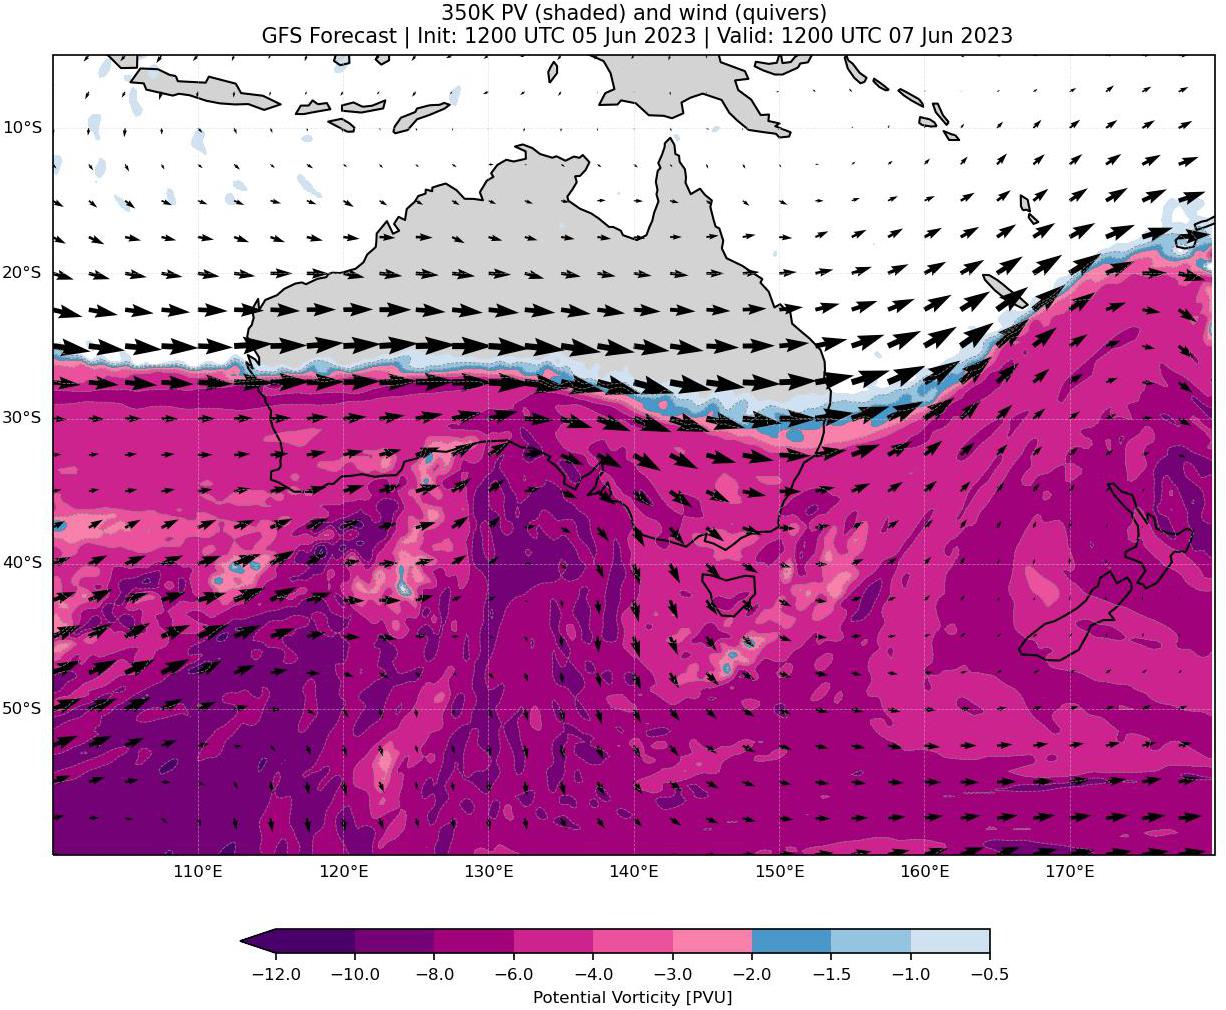 350K PV (shaded) and wind (quivers)
GFS Forecast | Init: 1200 UTC 05 Jun 2023 | Valid: 1200 UTC 07 Jun 2023
10°S
20°S
30°S
40°S
50°S
110°E 120°E 130°E 140°E 150°E 160°E 170°E
−12.0 −10.0 −8.0 −6.0 −4.0 −3.0 −2.0 −1.5 −1.0 −0.5
Potential Vorticity [PVU]